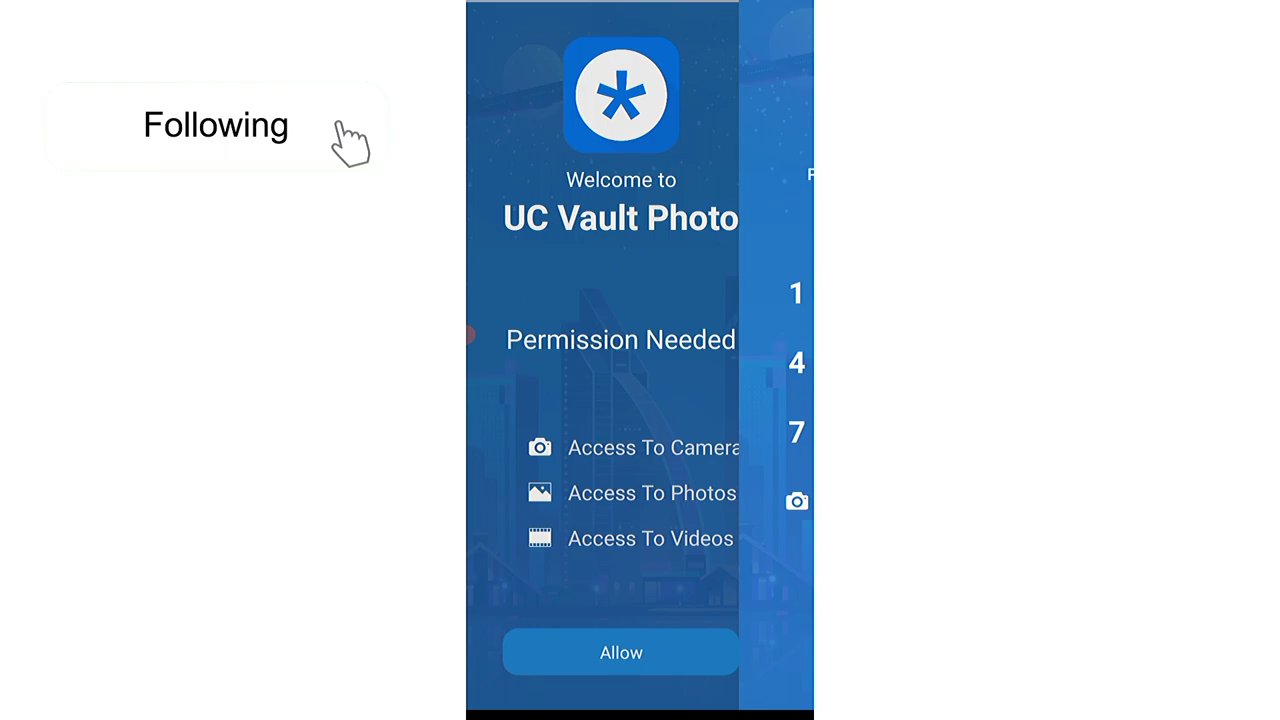 Following
Welcome to
UC Vault Photo
Permission Needed
Access To Camera
Access To Photos
Access To Videos
Allow
1
4
7